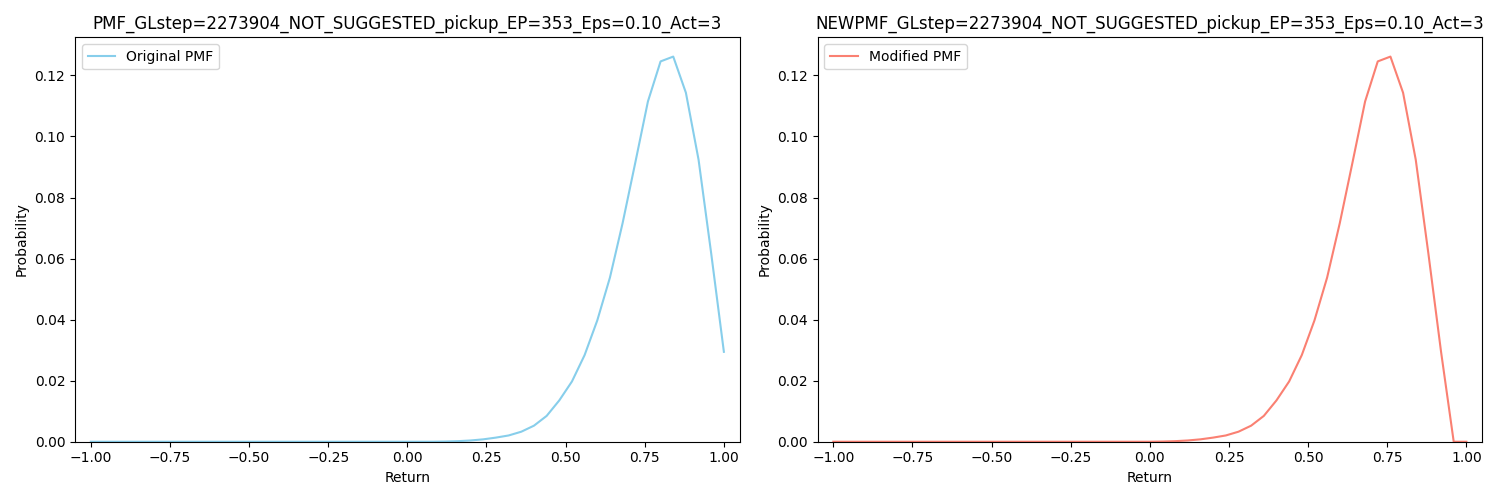 PMF_GLstep=2273904_NOT_SUGGESTED_pickup_EP=353_Eps=0.10_Act=3
Original PMF
Probability
0.12
0.10
0.08
0.06
0.04
0.02
0.00
−1.00 −0.75 −0.50 −0.25 0.00 0.25 0.50 0.75 1.00
Return
NEWPMF_GLstep=2273904_NOT_SUGGESTED_pickup_EP=353_Eps=0.10_Act=3
Modified PMF
Probability
0.12
0.10
0.08
0.06
0.04
0.02
0.00
−1.00 −0.75 −0.50 −0.25 0.00 0.25 0.50 0.75 1.00
Return